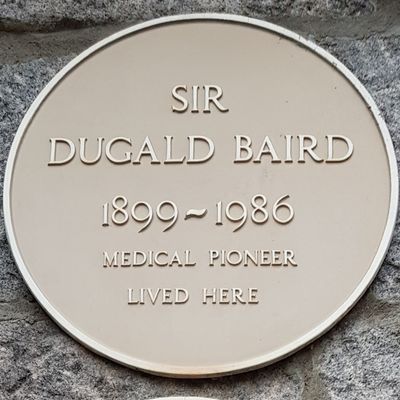 SIR
DUGALD BAIRD
1899~1986
MEDICAL PIONEER
LIVED HERE